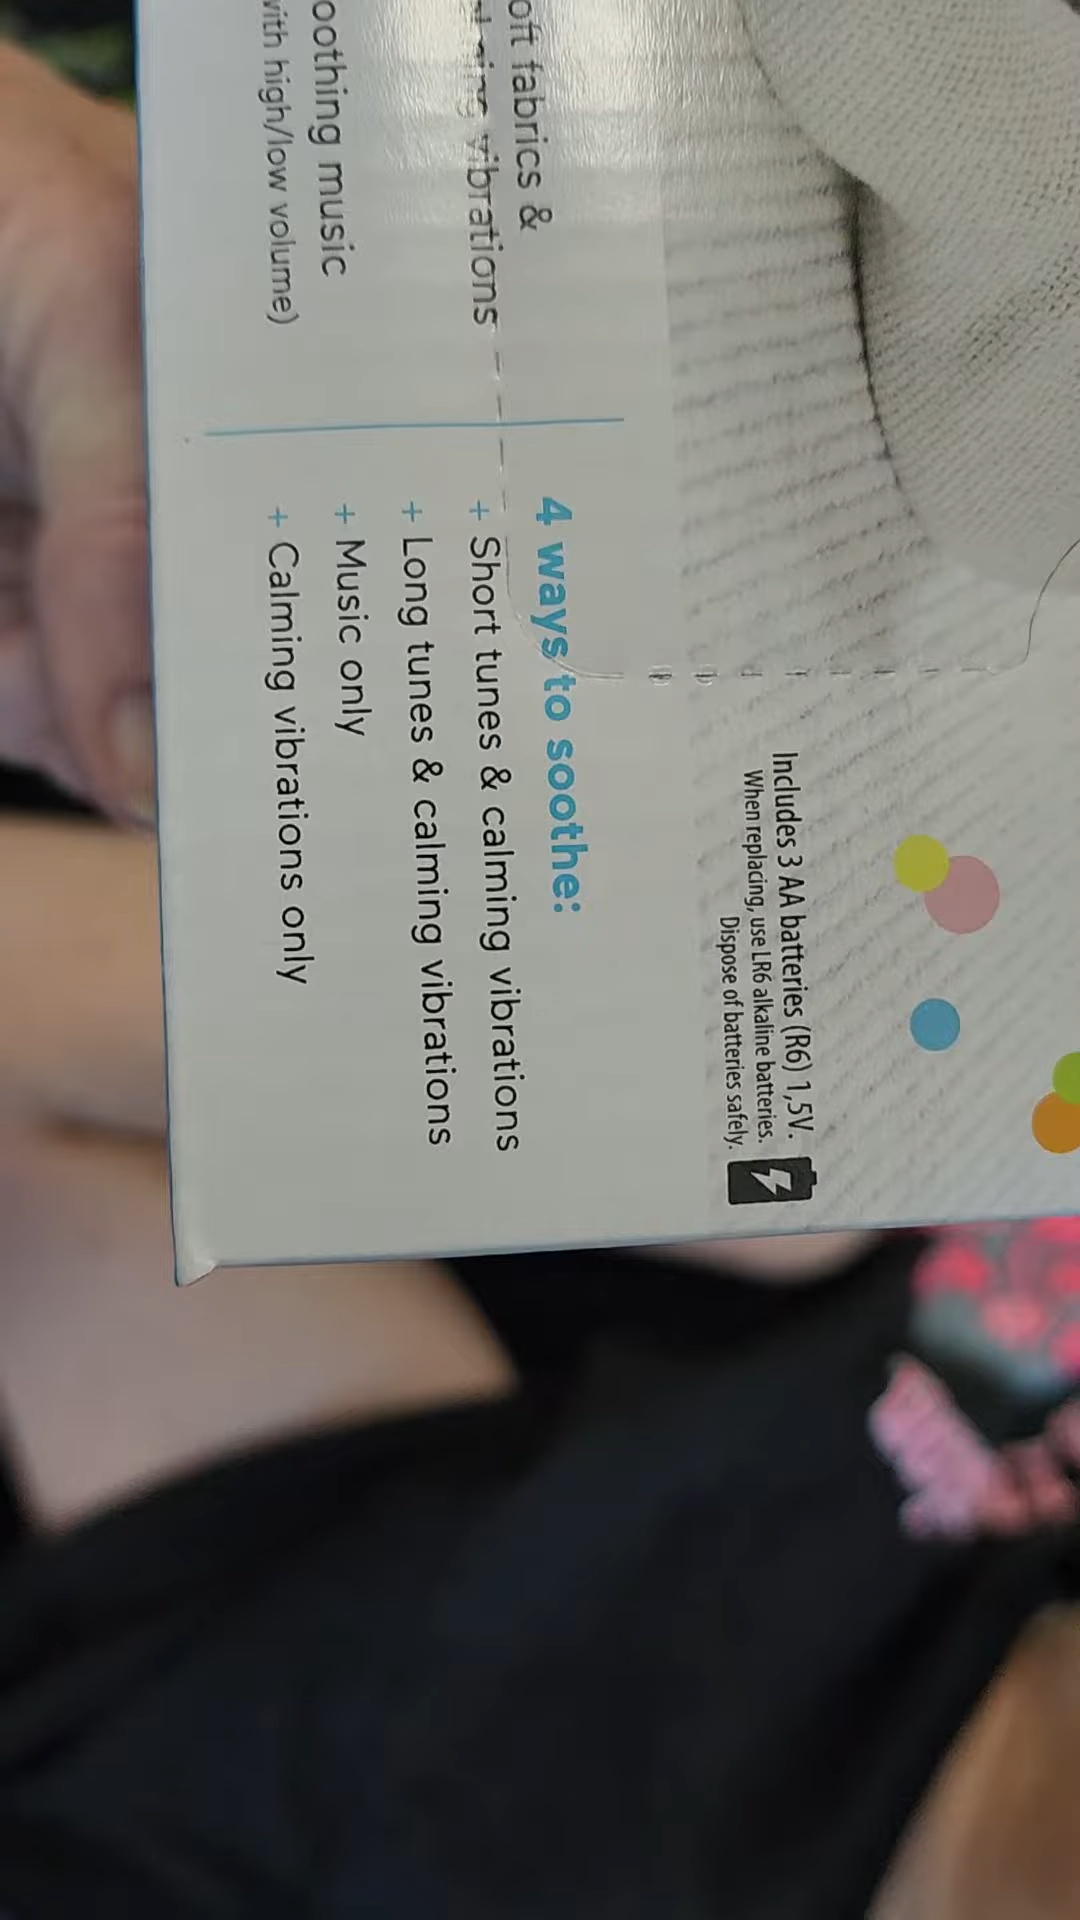 Includes 3 AA batteries (R6) 1,5V.
When replacing, use LR6 alkaline batteries.
Dispose of batteries safely.
oft fabrics &
vibrations
oothing music
with high/low volume)
4 ways to soothe:
+ Short tunes & calming vibrations
+ Long tunes & calming vibrations
+ Music only
+ Calming vibrations only